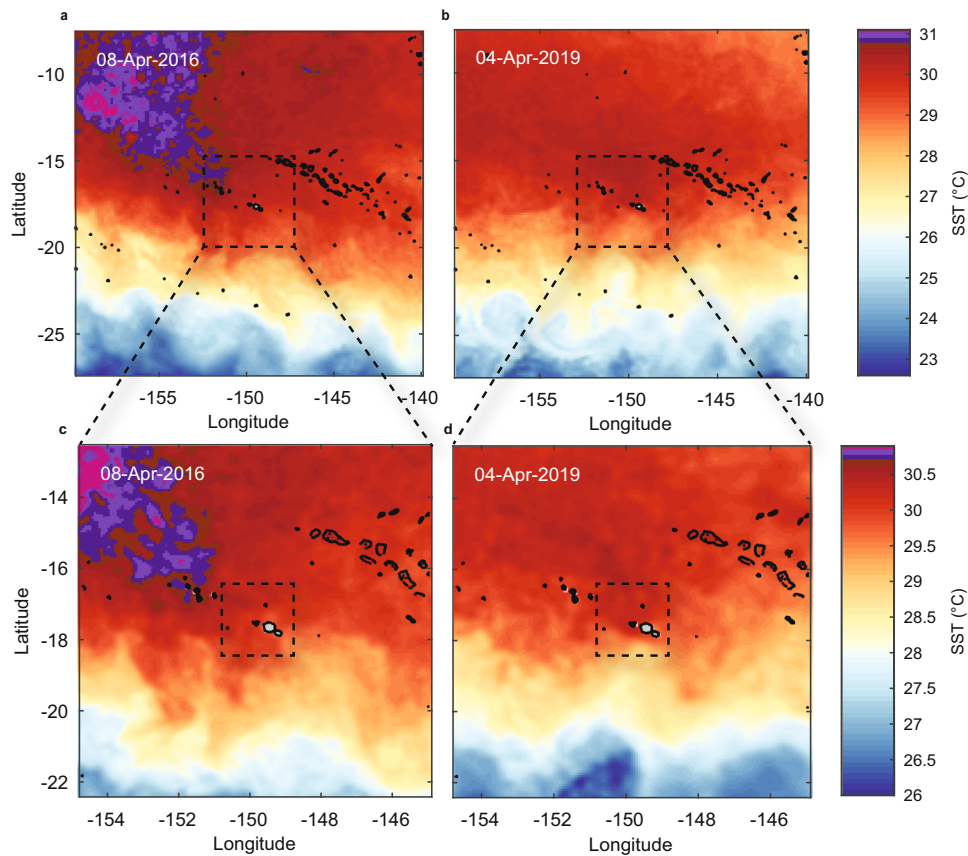 a
b
08-Apr-2016
04-Apr-2019
-10
-15
-20
-25
Latitude
-155
-150
-145
-140
Longitude
-155
-150
-145
-140
Longitude
31
30
29
28
27
26
25
24
23
SST (°C)
c
d
08-Apr-2016
04-Apr-2019
-14
-16
-18
-20
-22
Latitude
-154
-152
-150
-148
-146
Longitude
-154
-152
-150
-148
-146
Longitude
30.5
30
29.5
29
28.5
28
27.5
27
26.5
26
SST (°C)